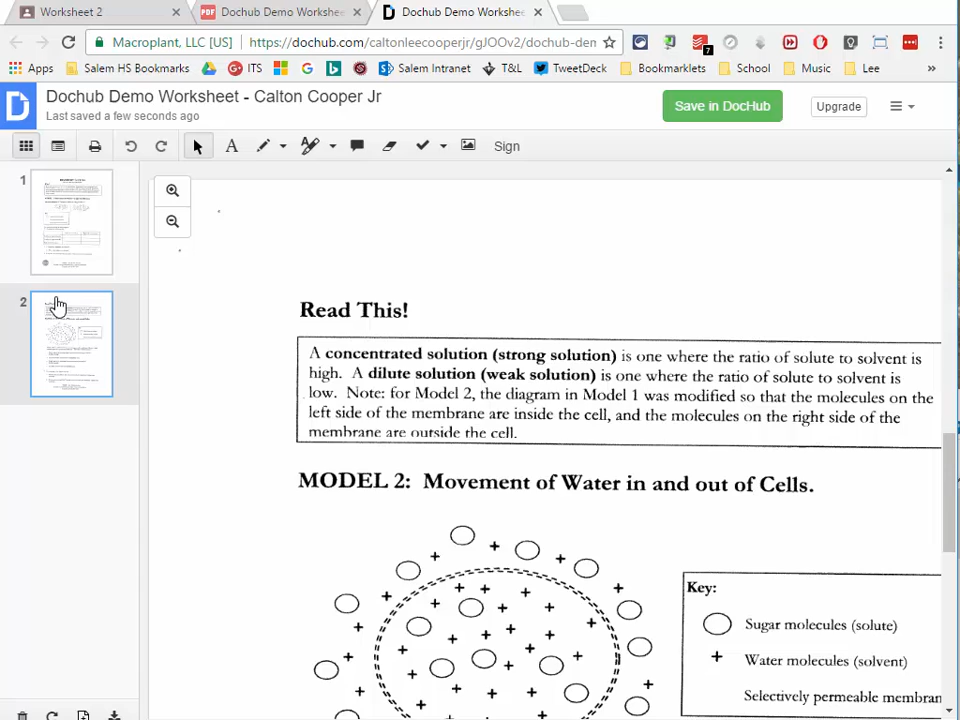 Worksheet 2
Dochub Demo Workshee
Dochub Demo Workshee
Macroplant, LLC [US] https://dochub.com/caltonleecooperjr/gJOOv2/dochub-den
7
Apps Salem HS Bookmarks ITS Salem Intranet T&L TweetDeck Bookmarklets School Music Lee »
Dochub Demo Worksheet - Calton Cooper Jr
Last saved a few seconds ago
Save in DocHub
Upgrade
Sign
1
2
Read This!
A concentrated solution (strong solution) is one where the ratio of solute to solvent is
high. A dilute solution (weak solution) is one where the ratio of solute to solvent is
low. Note: for Model 2, the diagram in Model 1 was modified so that the molecules on the
left side of the membrane are inside the cell, and the molecules on the right side of the
membrane are outside the cell.
MODEL 2: Movement of Water in and out of Cells.
Key:
Sugar molecules (solute)
Water molecules (solvent)
Selectively permeable membran